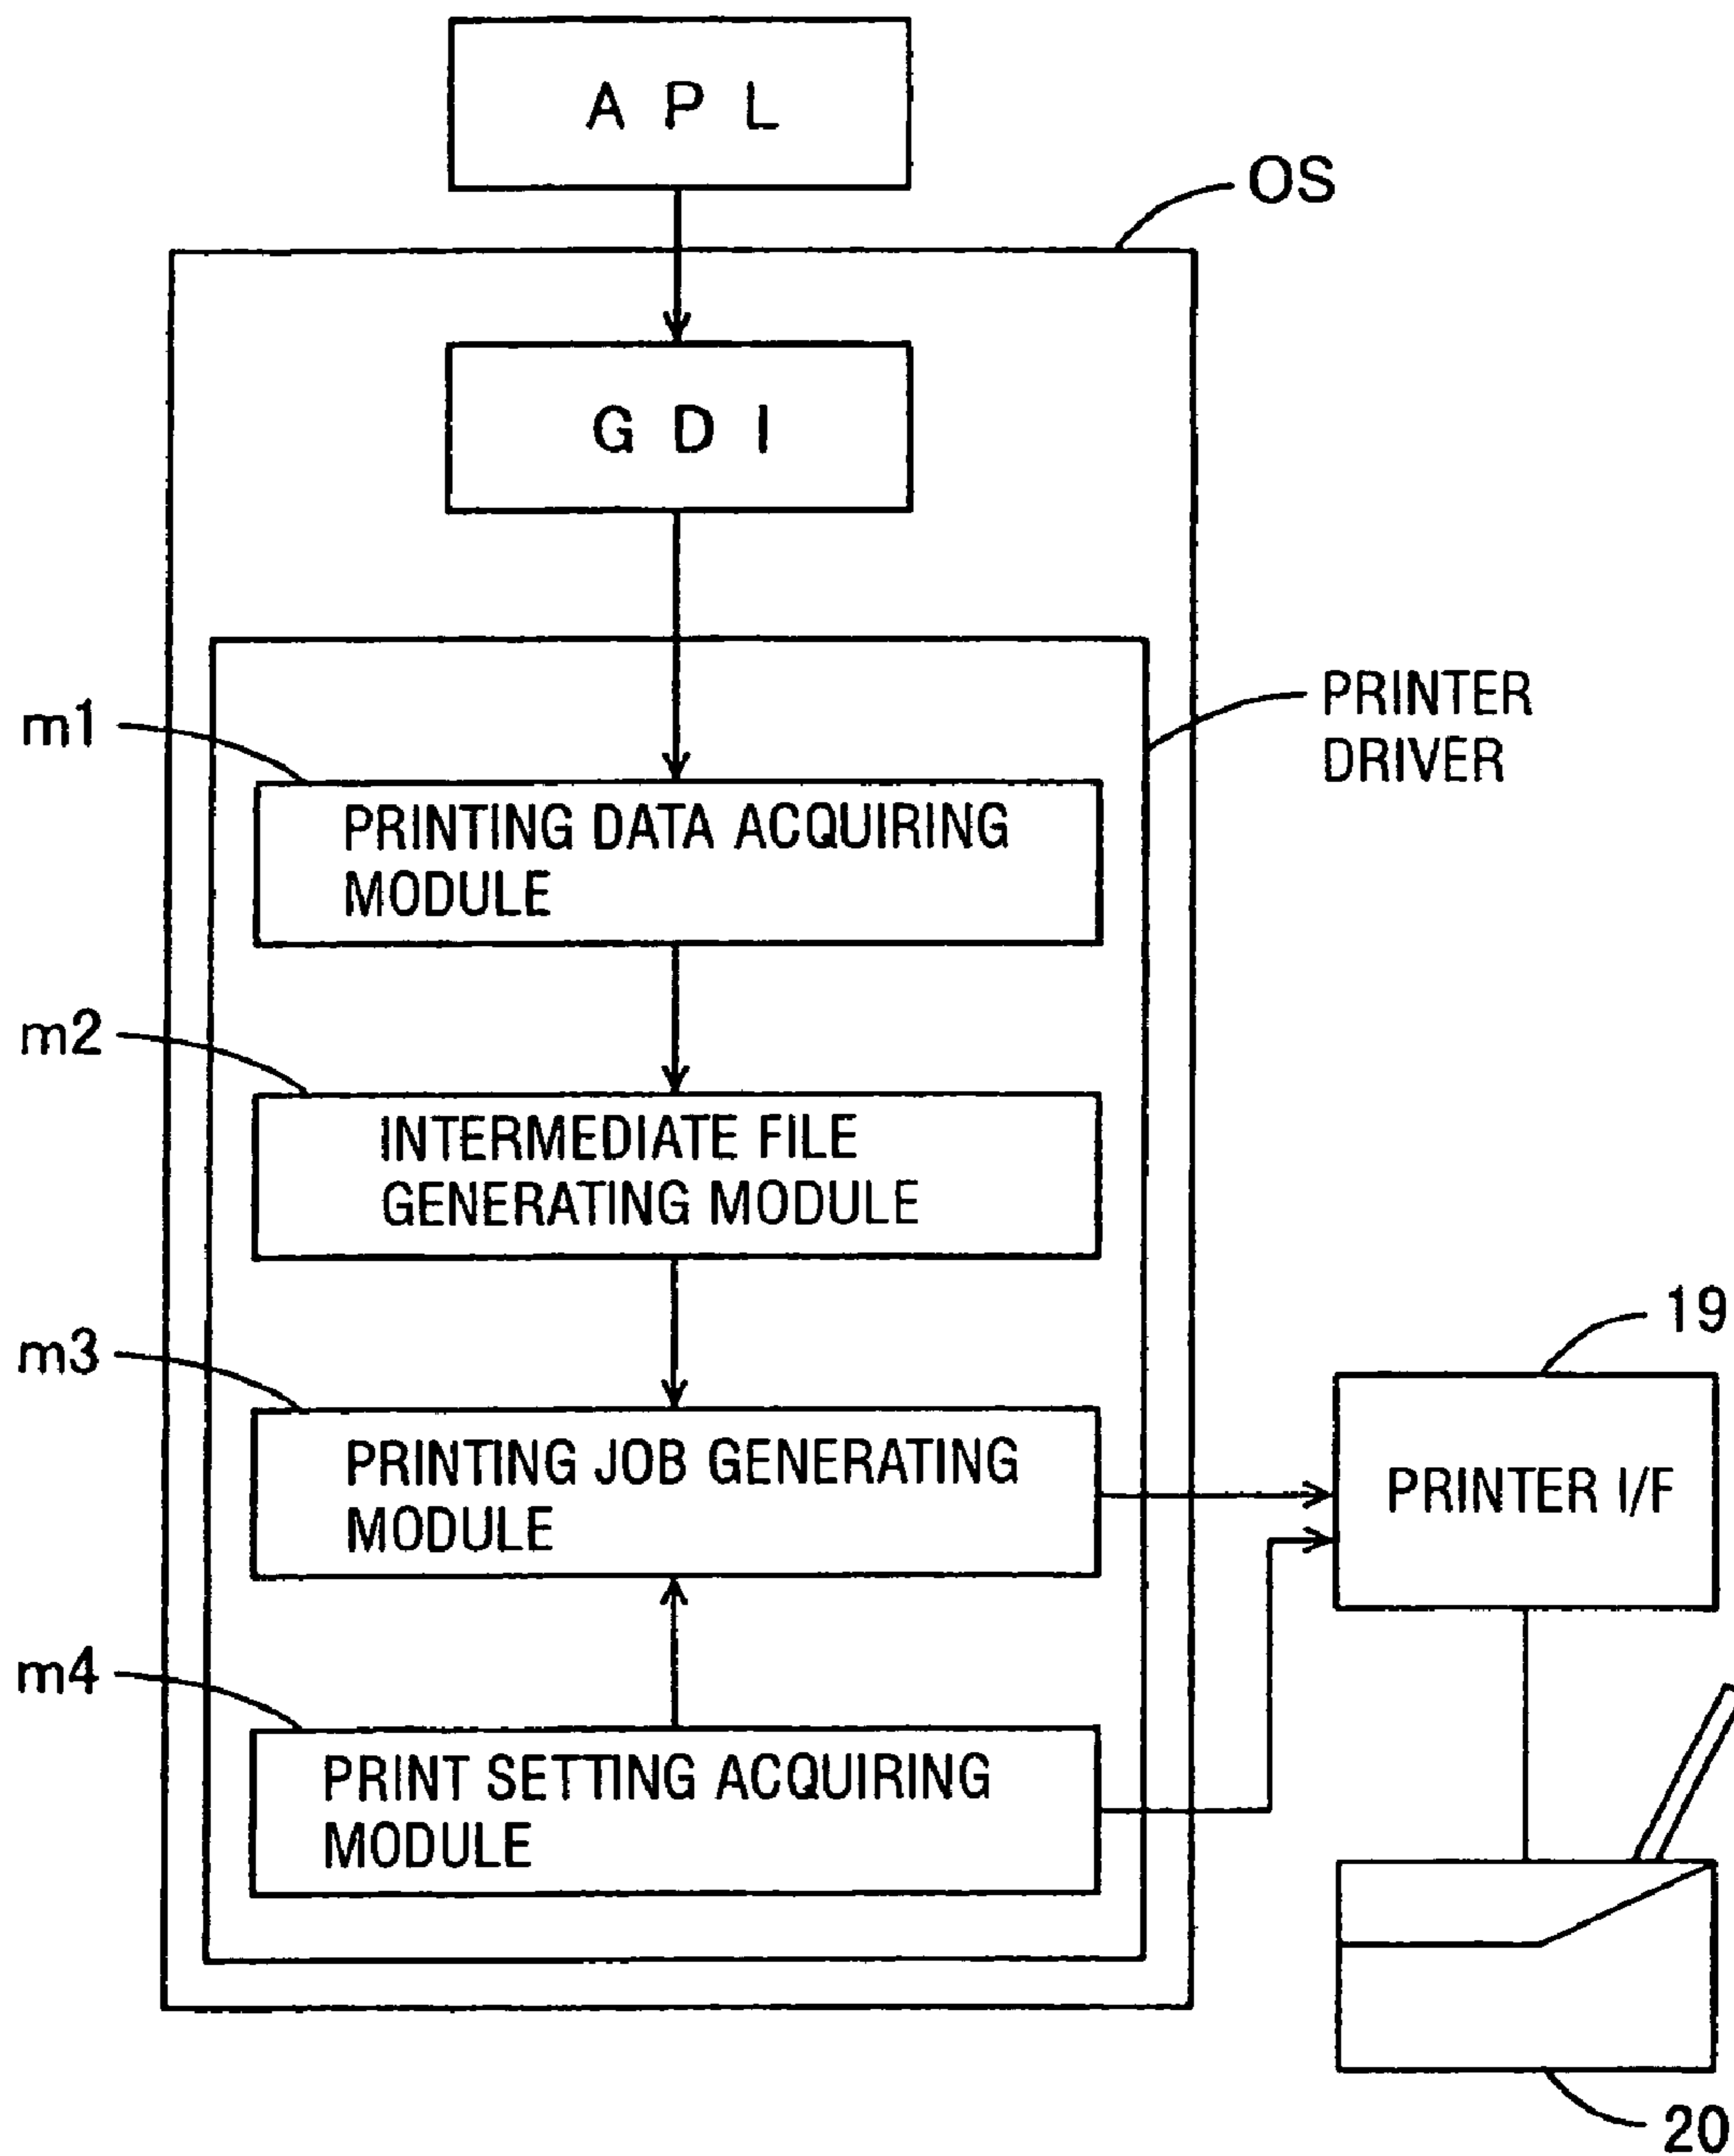 A P L
OS
G D I
PRINTER
DRIVER
m1
PRINTING DATA ACQUIRING
MODULE
m2
INTERMEDIATE FILE
GENERATING MODULE
m3
PRINTING JOB GENERATING
MODULE
19
PRINTER I/F
m4
PRINT SETTING ACQUIRING
MODULE
20